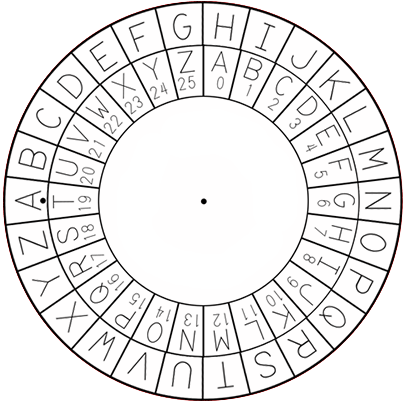 H I J K L M N O P Q R S T U V W X Y Z A B C D E F G
A B C D E F G H I J K L M N O P Q R S T U V W X Y Z
0 1 2 3 4 5 6 7 8 9 10 11 12 13 14 15 16 17 18 19 20 21 22 23 24 25